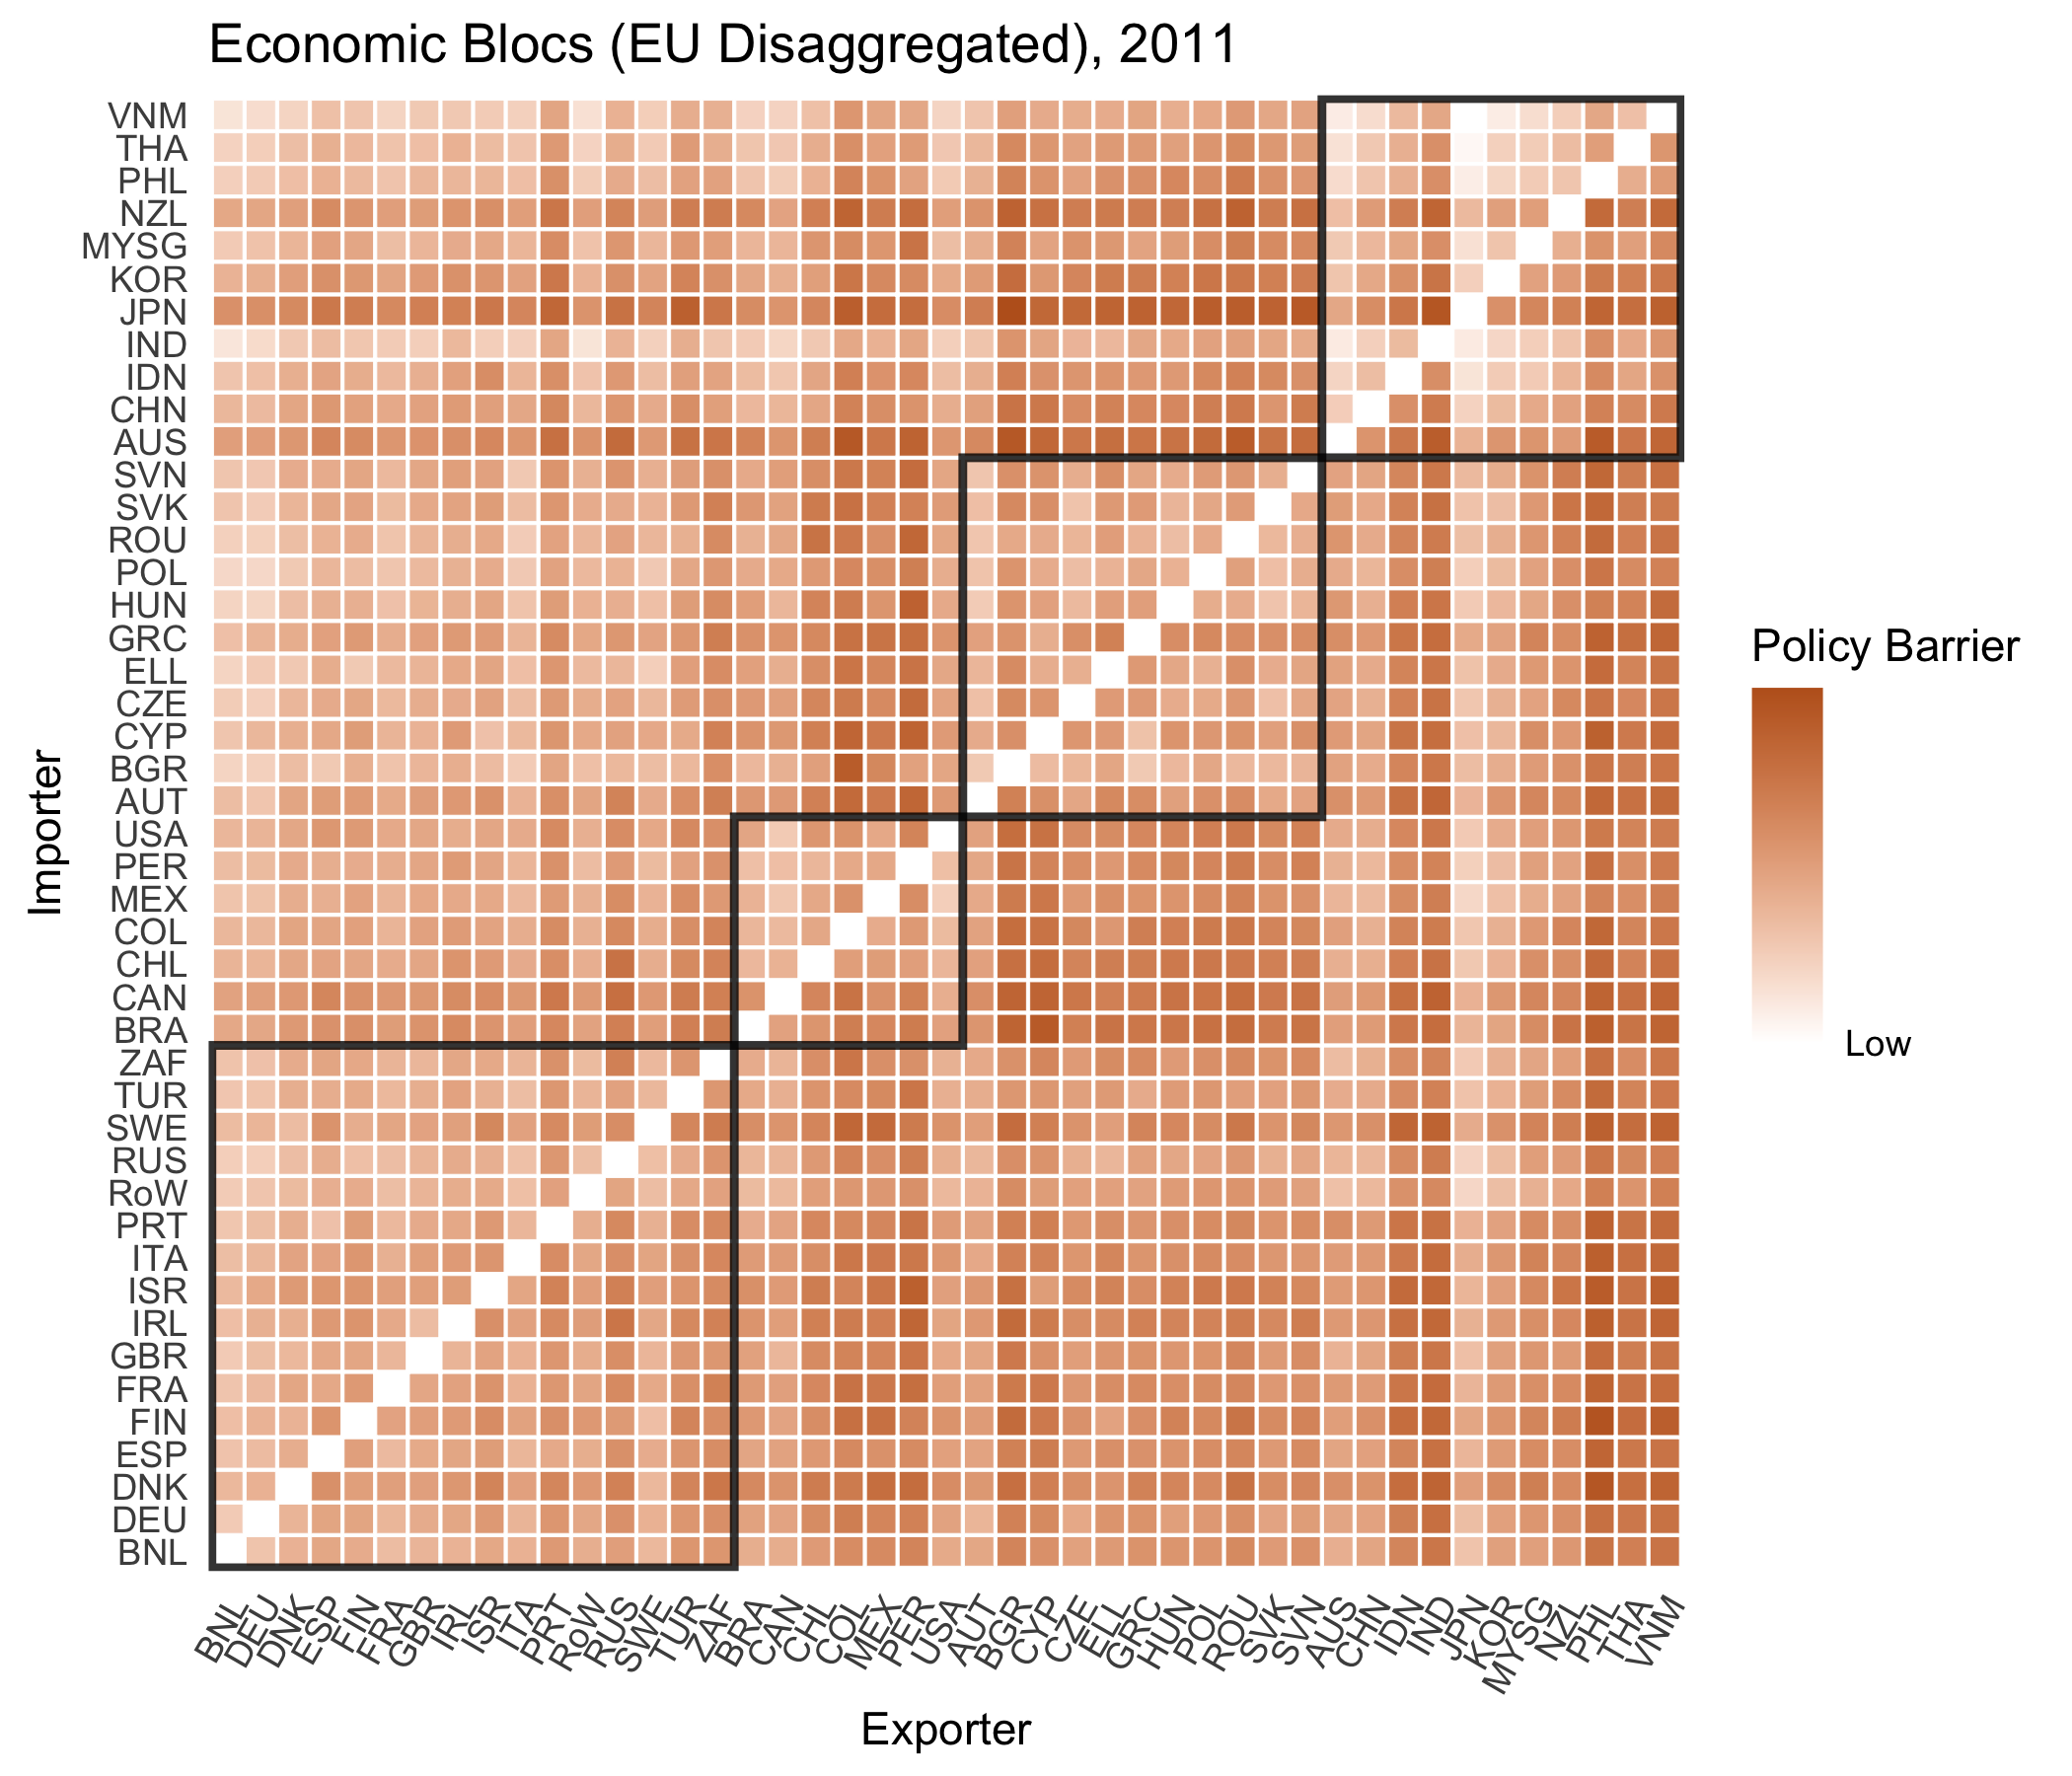 Economic Blocs (EU Disaggregated), 2011
VNM
THA
PHL
NZL
MYSG
KOR
JPN
IND
IDN
CHN
AUS
SVN
SVK
ROU
POL
HUN
GRC
ELL
CZE
CYP
BGR
AUT
USA
PER
MEX
COL
CHL
CAN
BRA
ZAF
TUR
SWE
RUS
RoW
PRT
ITA
ISR
IRL
GBR
FRA
FIN
ESP
DNK
DEU
BNL
Importer
Policy Barrier
Low
BNL
DEU
DNK
ESP
FIN
FRA
GBR
IRL
ISR
ITA
PRT
RoW
RUS
SWE
TUR
ZAF
BRA
CAN
CHL
COL
MEX
PER
USA
AUT
BGR
CYP
CZE
ELL
GRC
HUN
POL
ROU
SVK
SVN
AUS
CHN
IDN
IND
JPN
KOR
MYSG
NZL
PHL
THA
VNM
Exporter